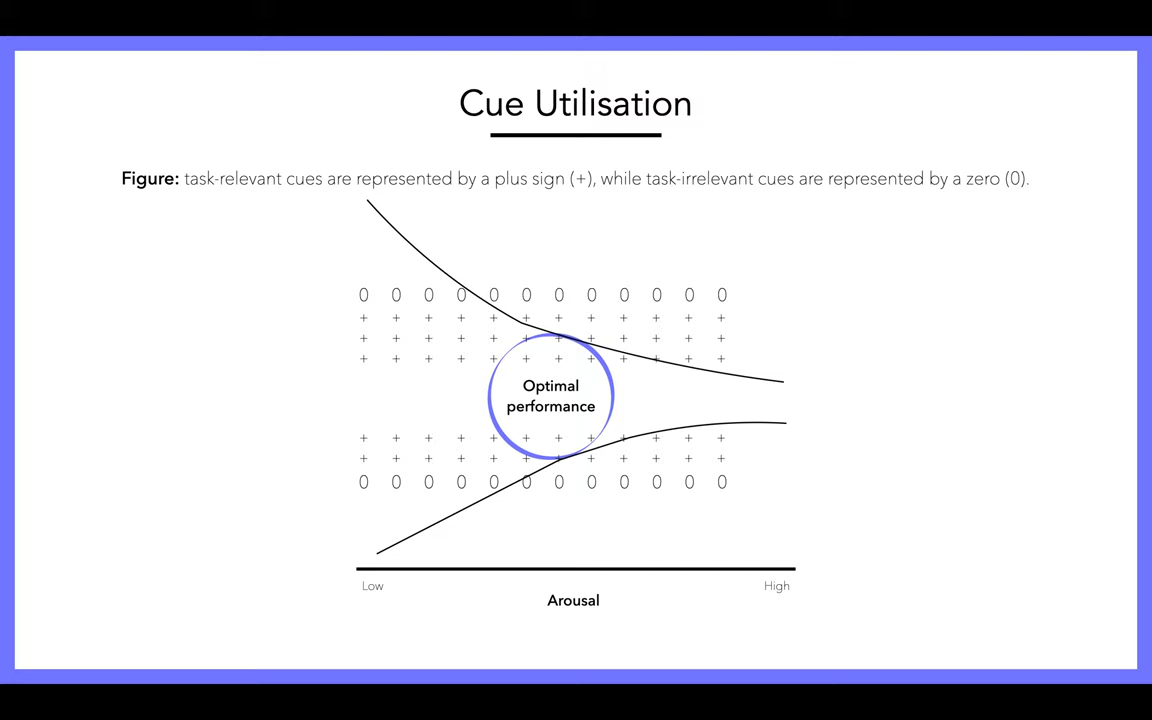 Cue Utilisation
Figure: task-relevant cues are represented by a plus sign (+), while task-irrelevant cues are represented by a zero (0).
0 0 0 0 0 0 0 0 0 0 0 0
+ + + + + + + + + + + +
+ + + + + + + + + + + +
+ + + + + + + + + + +
Optimal
performance
+ + + + + + + + + + + +
+ + + + + + + + + + + +
0 0 0 0 0 0 0 0 0 0 0 0
Low
High
Arousal